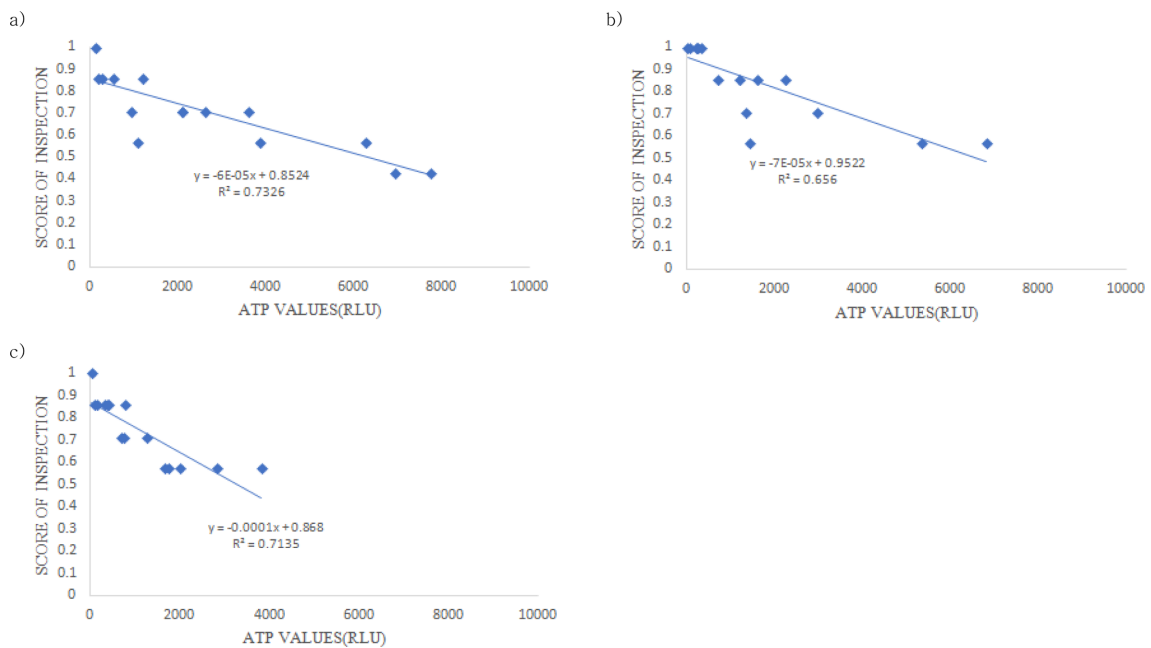 a)
SCORE OF INSPECTION
1
0.9
0.8
0.7
0.6
0.5
0.4
0.3
0.2
0.1
0
y = -6E-05x + 0.8524
R² = 0.7326
0 2000 4000 6000 8000 10000
ATP VALUES(RLU)
b)
SCORE OF INSPECTION
1
0.9
0.8
0.7
0.6
0.5
0.4
0.3
0.2
0.1
0
y = -7E-05x + 0.9522
R² = 0.656
0 2000 4000 6000 8000 10000
ATP VALUES(RLU)
c)
SCORE OF INSPECTION
1
0.9
0.8
0.7
0.6
0.5
0.4
0.3
0.2
0.1
0
y = -0.0001x + 0.868
R² = 0.7135
0 2000 4000 6000 8000 10000
ATP VALUES(RLU)